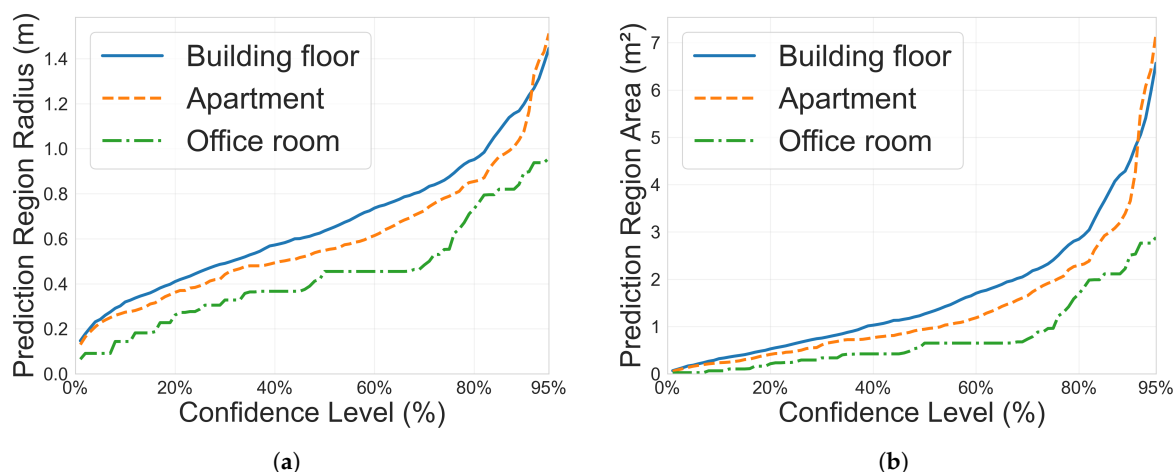 Prediction Region Radius (m)
1.4
1.2
1.0
0.8
0.6
0.4
0.2
0.0
Building floor
Apartment
Office room
0% 20% 40% 60% 80% 95%
Confidence Level (%)
(a)
Prediction Region Area (m²)
7
6
5
4
3
2
1
0
Building floor
Apartment
Office room
0% 20% 40% 60% 80% 95%
Confidence Level (%)
(b)